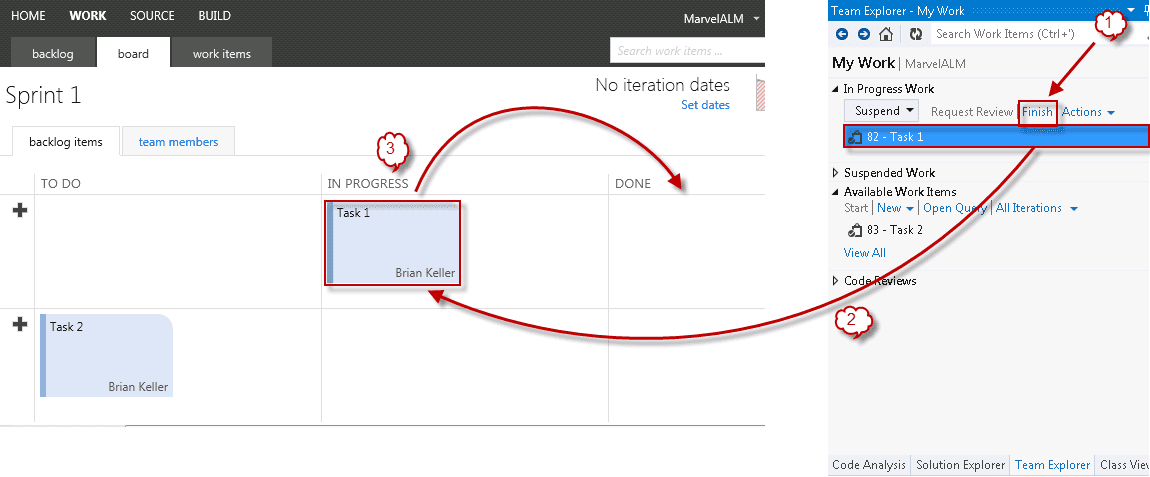 HOME WORK SOURCE BUILD
MarvelALM
backlog board work items
Search work items ...
Sprint 1
No iteration dates
Set dates
backlog items team members
3
TO DO IN PROGRESS DONE
Task 1
Brian Keller
Task 2
Brian Keller
Team Explorer - My Work
1
Search Work Items (Ctrl+')
My Work | MarvelALM
In Progress Work
Suspend Request Review Finish Actions
82 - Task 1
Suspended Work
Available Work Items
Start New Open Query All Iterations
83 - Task 2
View All
Code Reviews
2
Code Analysis Solution Explorer Team Explorer Class Vie